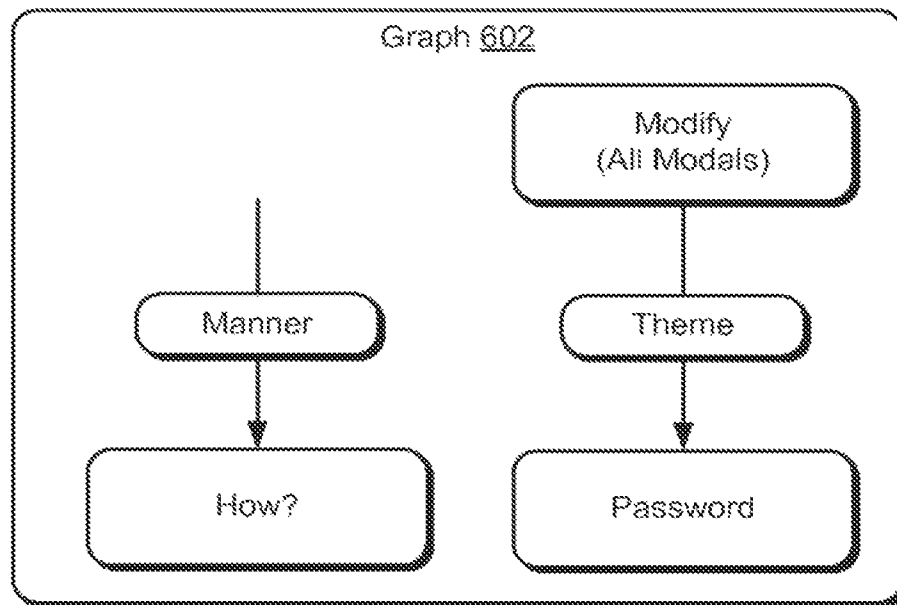 Graph 602
Modify
(All Modals)
Manner
Theme
How?
Password